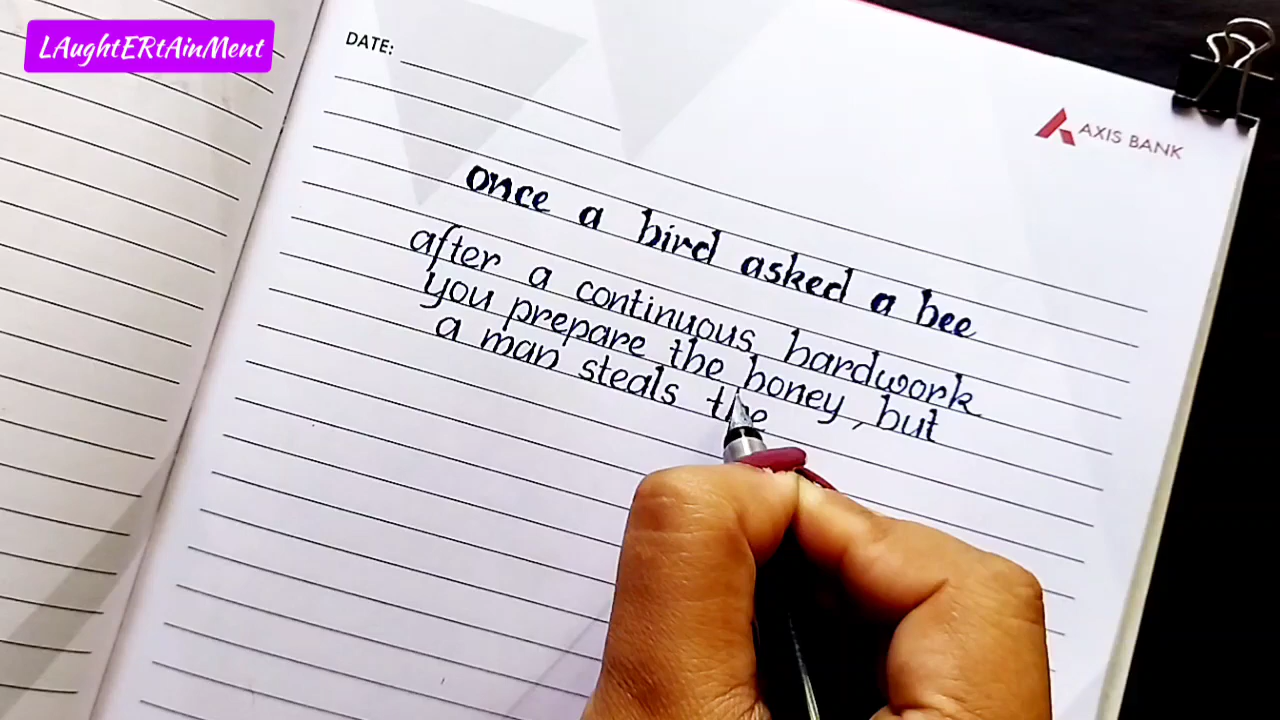 LAughtERtAinMent
DATE:
AXIS BANK
once a bird asked a bee
after a continuous hardwork
you prepare the honey, but
a man steals the